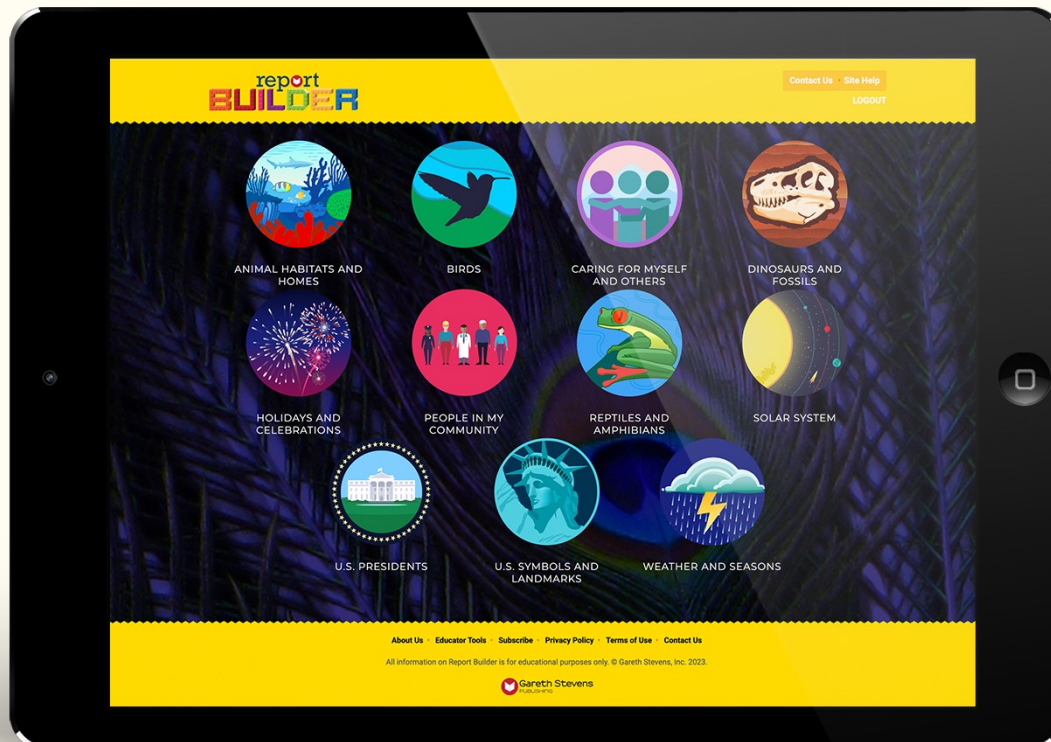 report
BUILDER
Contact Us • Site Help
LOGOUT
ANIMAL HABITATS AND
HOMES
BIRDS
CARING FOR MYSELF
AND OTHERS
DINOSAURS AND
FOSSILS
HOLIDAYS AND
CELEBRATIONS
PEOPLE IN MY
COMMUNITY
REPTILES AND
AMPHIBIANS
SOLAR SYSTEM
U.S. PRESIDENTS
U.S. SYMBOLS AND
LANDMARKS
WEATHER AND SEASONS
About Us • Educator Tools • Subscribe • Privacy Policy • Terms of Use • Contact Us
All information on Report Builder is for educational purposes only. © Gareth Stevens, Inc. 2023.
Gareth Stevens
PUBLISHING